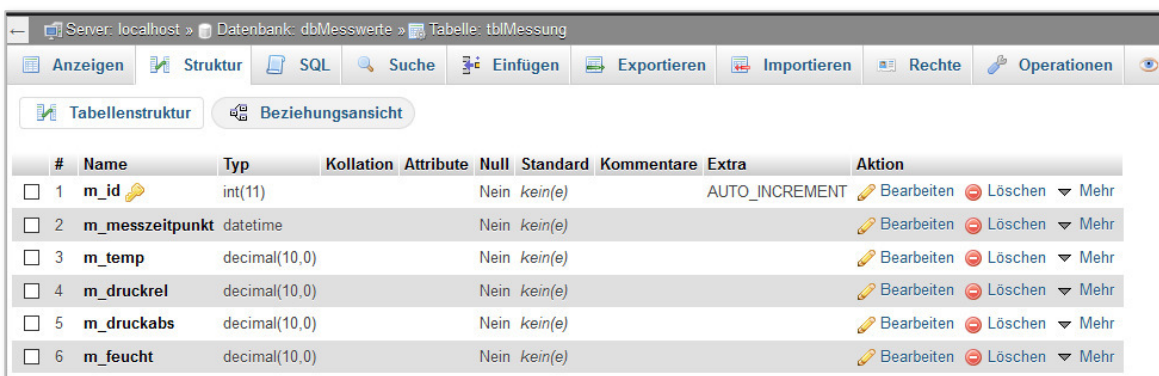 ← Server: localhost » Datenbank: dbMesswerte » Tabelle: tblMessung
Anzeigen Struktur SQL Suche Einfügen Exportieren Importieren Rechte Operationen
Tabellenstruktur Beziehungsansicht
# Name Typ Kollation Attribute Null Standard Kommentare Extra Aktion
1 m_id int(11) Nein kein(e) AUTO_INCREMENT Bearbeiten Löschen Mehr
2 m_messzeitpunkt datetime Nein kein(e) Bearbeiten Löschen Mehr
3 m_temp decimal(10,0) Nein kein(e) Bearbeiten Löschen Mehr
4 m_druckrel decimal(10,0) Nein kein(e) Bearbeiten Löschen Mehr
5 m_druckabs decimal(10,0) Nein kein(e) Bearbeiten Löschen Mehr
6 m_feucht decimal(10,0) Nein kein(e) Bearbeiten Löschen Mehr